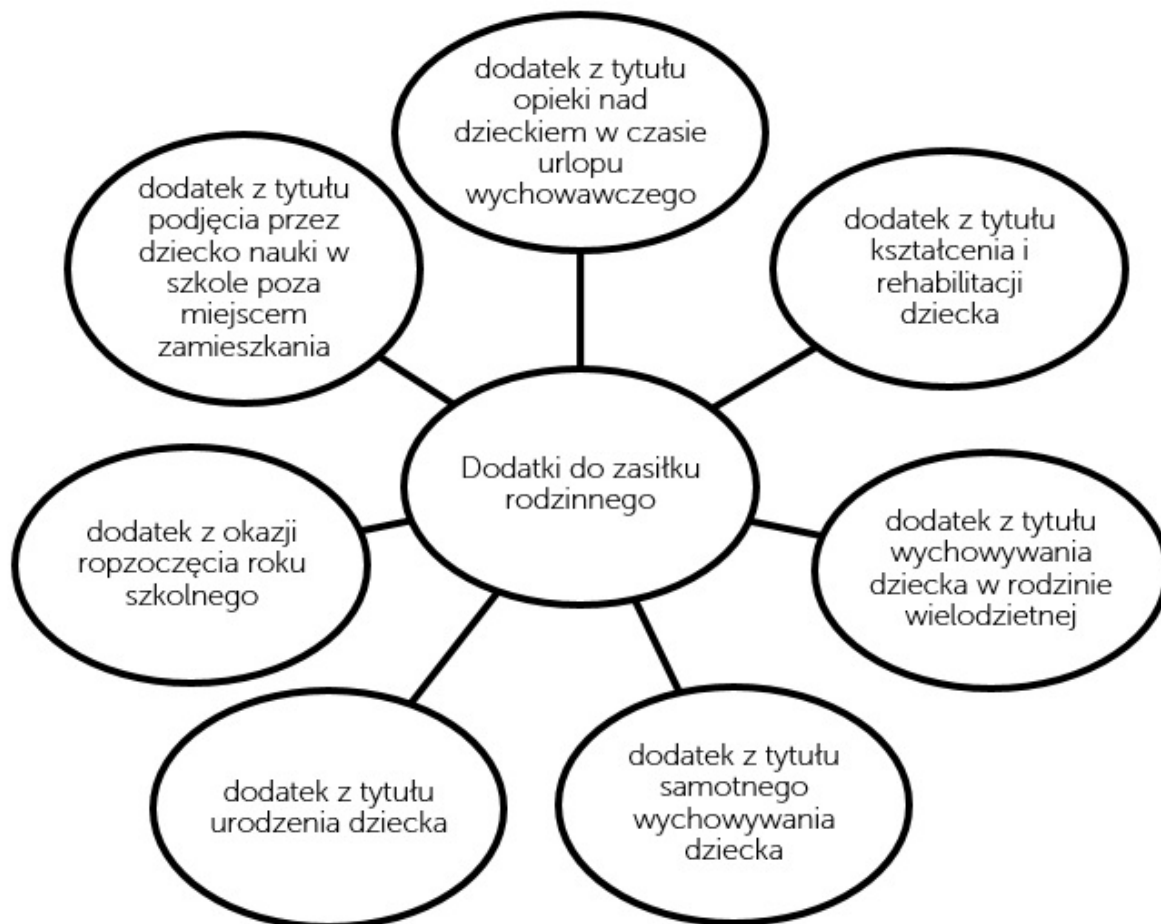 dodatek z tytułu
opieki nad
dzieckiem w czasie
urlopu
wychowawczego
dodatek z tytułu
podjęcia przez
dziecko nauki w
szkole poza
miejscem
zamieszkania
dodatek z tytułu
kształcenia i
rehabilitacji
dziecka
Dodatki do zasiłku
rodzinnego
dodatek z okazji
ropzoczęcia roku
szkolnego
dodatek z tytułu
wychowywania
dziecka w rodzinie
wielodzietnej
dodatek z tytułu
urodzenia dziecka
dodatek z tytułu
samotnego
wychowywania
dziecka